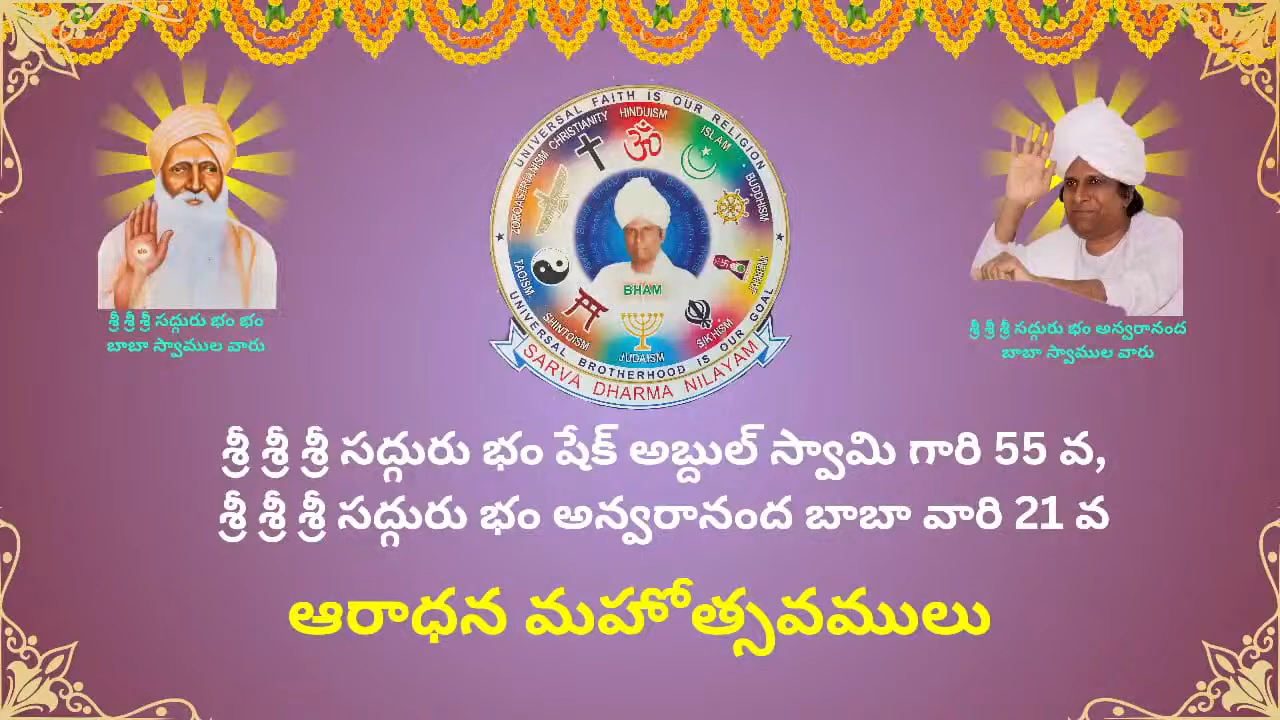 UNIVERSAL FAITH IS OUR RELIGION
CHRISTIANITY
HINDUISM
ISLAM
ZOROASTRIANISM
BUDDHISM
TAOISM
JAINISM
BHAM
SHINTOISM
SIKHISM
JUDAISM
UNIVERSAL BROTHERHOOD IS OUR GOAL
SARVA DHARMA NILAYAM
శ్రీ శ్రీ శ్రీ సద్గురు భం భం
బాబా స్వాముల వారు
శ్రీ శ్రీ శ్రీ సద్గురు భం అన్వరానంద
బాబా స్వాముల వారు
శ్రీ శ్రీ శ్రీ సద్గురు భం షేక్ అబ్దుల్ స్వామి గారి 55 వ,
శ్రీ శ్రీ శ్రీ సద్గురు భం అన్వరానంద బాబా వారి 21 వ
ఆరాధన మహోత్సవములు